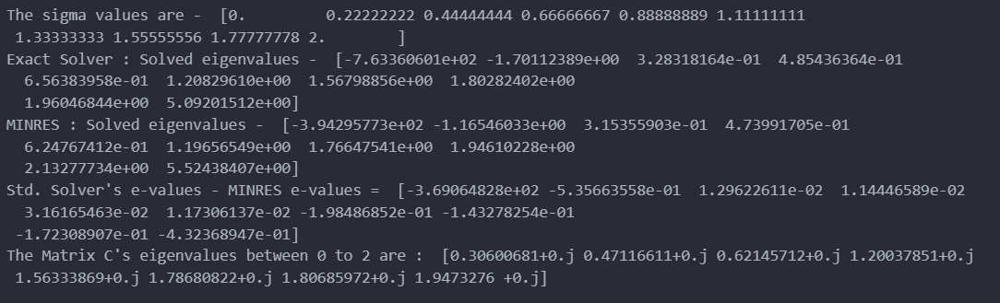 The sigma values are -  [0.         0.22222222 0.44444444 0.66666667 0.88888889 1.11111111
 1.33333333 1.55555556 1.77777778 2.        ]
Exact Solver : Solved eigenvalues -  [-7.63360601e+02 -1.70112389e+00  3.28318164e-01  4.85436364e-01
  6.56383958e-01  1.20829610e+00  1.56798856e+00  1.80282402e+00
  1.96046844e+00  5.09201512e+00]
MINRES : Solved eigenvalues -  [-3.94295773e+02 -1.16546033e+00  3.15355903e-01  4.73991705e-01
  6.24767412e-01  1.19656549e+00  1.76647541e+00  1.94610228e+00
  2.13277734e+00  5.52438407e+00]
Std. Solver's e-values - MINRES e-values =  [-3.69064828e+02 -5.35663558e-01  1.29622611e-02  1.14446589e-02
  3.16165463e-02  1.17306137e-02 -1.98486852e-01 -1.43278254e-01
 -1.72308907e-01 -4.32368947e-01]
The Matrix C's eigenvalues between 0 to 2 are :  [0.30600681+0.j 0.47116611+0.j 0.62145712+0.j 1.20037851+0.j
 1.56333869+0.j 1.78680822+0.j 1.80685972+0.j 1.9473276 +0.j]